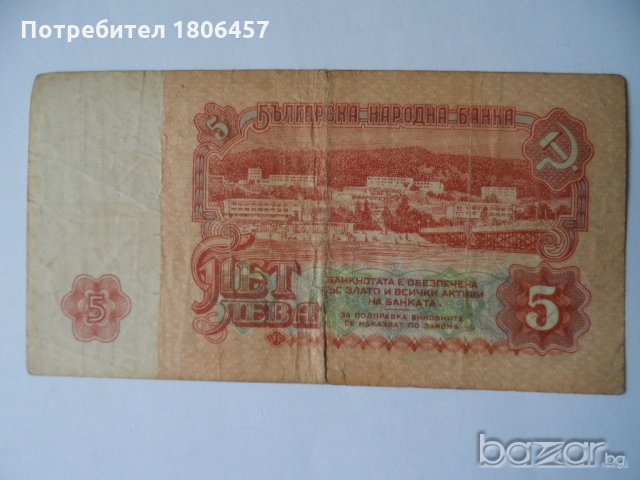 Потребител 1806457
5
БЪЛГАРСКА НАРОДНА БАНКА
ПЕТ
ЛЕВА
БАНКНОТАТА Е ОБЕЗПЕЧЕНА
СЪС ЗЛАТО И ВСИЧКИ АКТИВИ
НА БАНКАТА
ЗА ПОДПРАВКА ВИНОВНИТЕ
СЕ НАКАЗВАТ ПО ЗАКОНА
5
5
bazar.bg